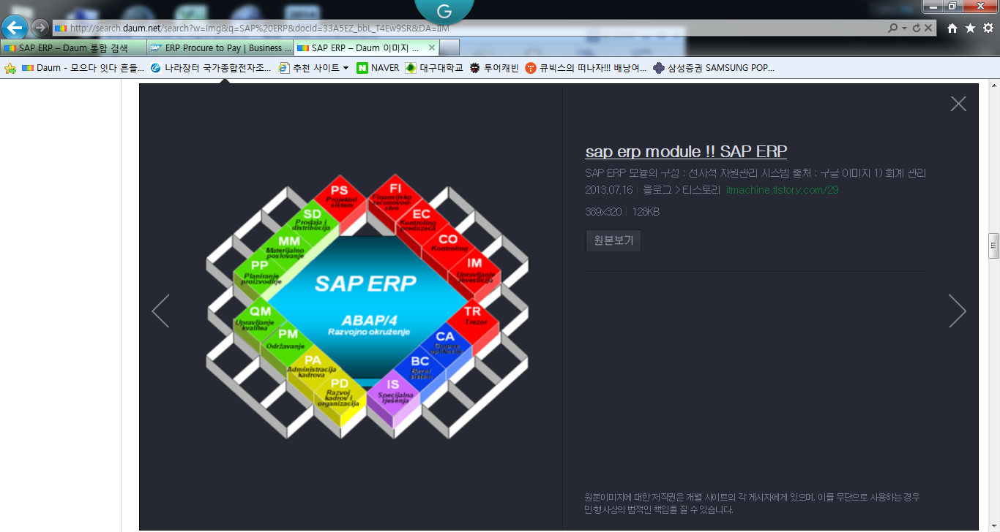 G
http://search.daum.net/search?w=img&q=SAP%20ERP&docid=33A5EZ_bbL_T4Ew9SR&DA=IIM
SAP ERP – Daum 통합 검색
ERP Procure to Pay | Business ...
SAP ERP – Daum 이미지 ...
Daum - 모으다 잇다 흔들...
나라장터 국가종합전자조...
추천 사이트
NAVER
대구대학교
투어캐빈
큐빅스의 떠나자!!! 배낭여...
삼성증권 SAMSUNG POP...
sap erp module !! SAP ERP
SAP ERP 모듈의 구성 : 선사석 자원관리 시스템 출처 : 구글 이미지 1) 회계 관리
2013.07.16 | 블로그 > 티스토리 itmachine.tistory.com/29
389x320 | 128KB
원본보기
PS
Projektni
sistem
FI
Finansijsko
računovod-
stvo
SD
Prodaja i
distribucija
EC
Kontroling
preduzeća
MM
Materijalno
poslovanje
CO
Kontroling
PP
Planiranje
proizvodnje
IM
Upravljanje
investicija
SAP ERP
ABAP/4
Razvojno okruženje
QM
Upravljanje
kvaliteta
TR
Trezor
PM
Održavanje
CA
aplikacije
PA
Administracija
kadrova
BC
sistem
PD
Razvoj
kadrov i
organizacija
IS
Specijalna
rješenja
원본이미지에 대한 저작권은 개별 사이트의 각 게시자에게 있으며, 이를 무단으로 사용하는 경우
민·형사상의 법적인 책임을 질 수 있습니다.